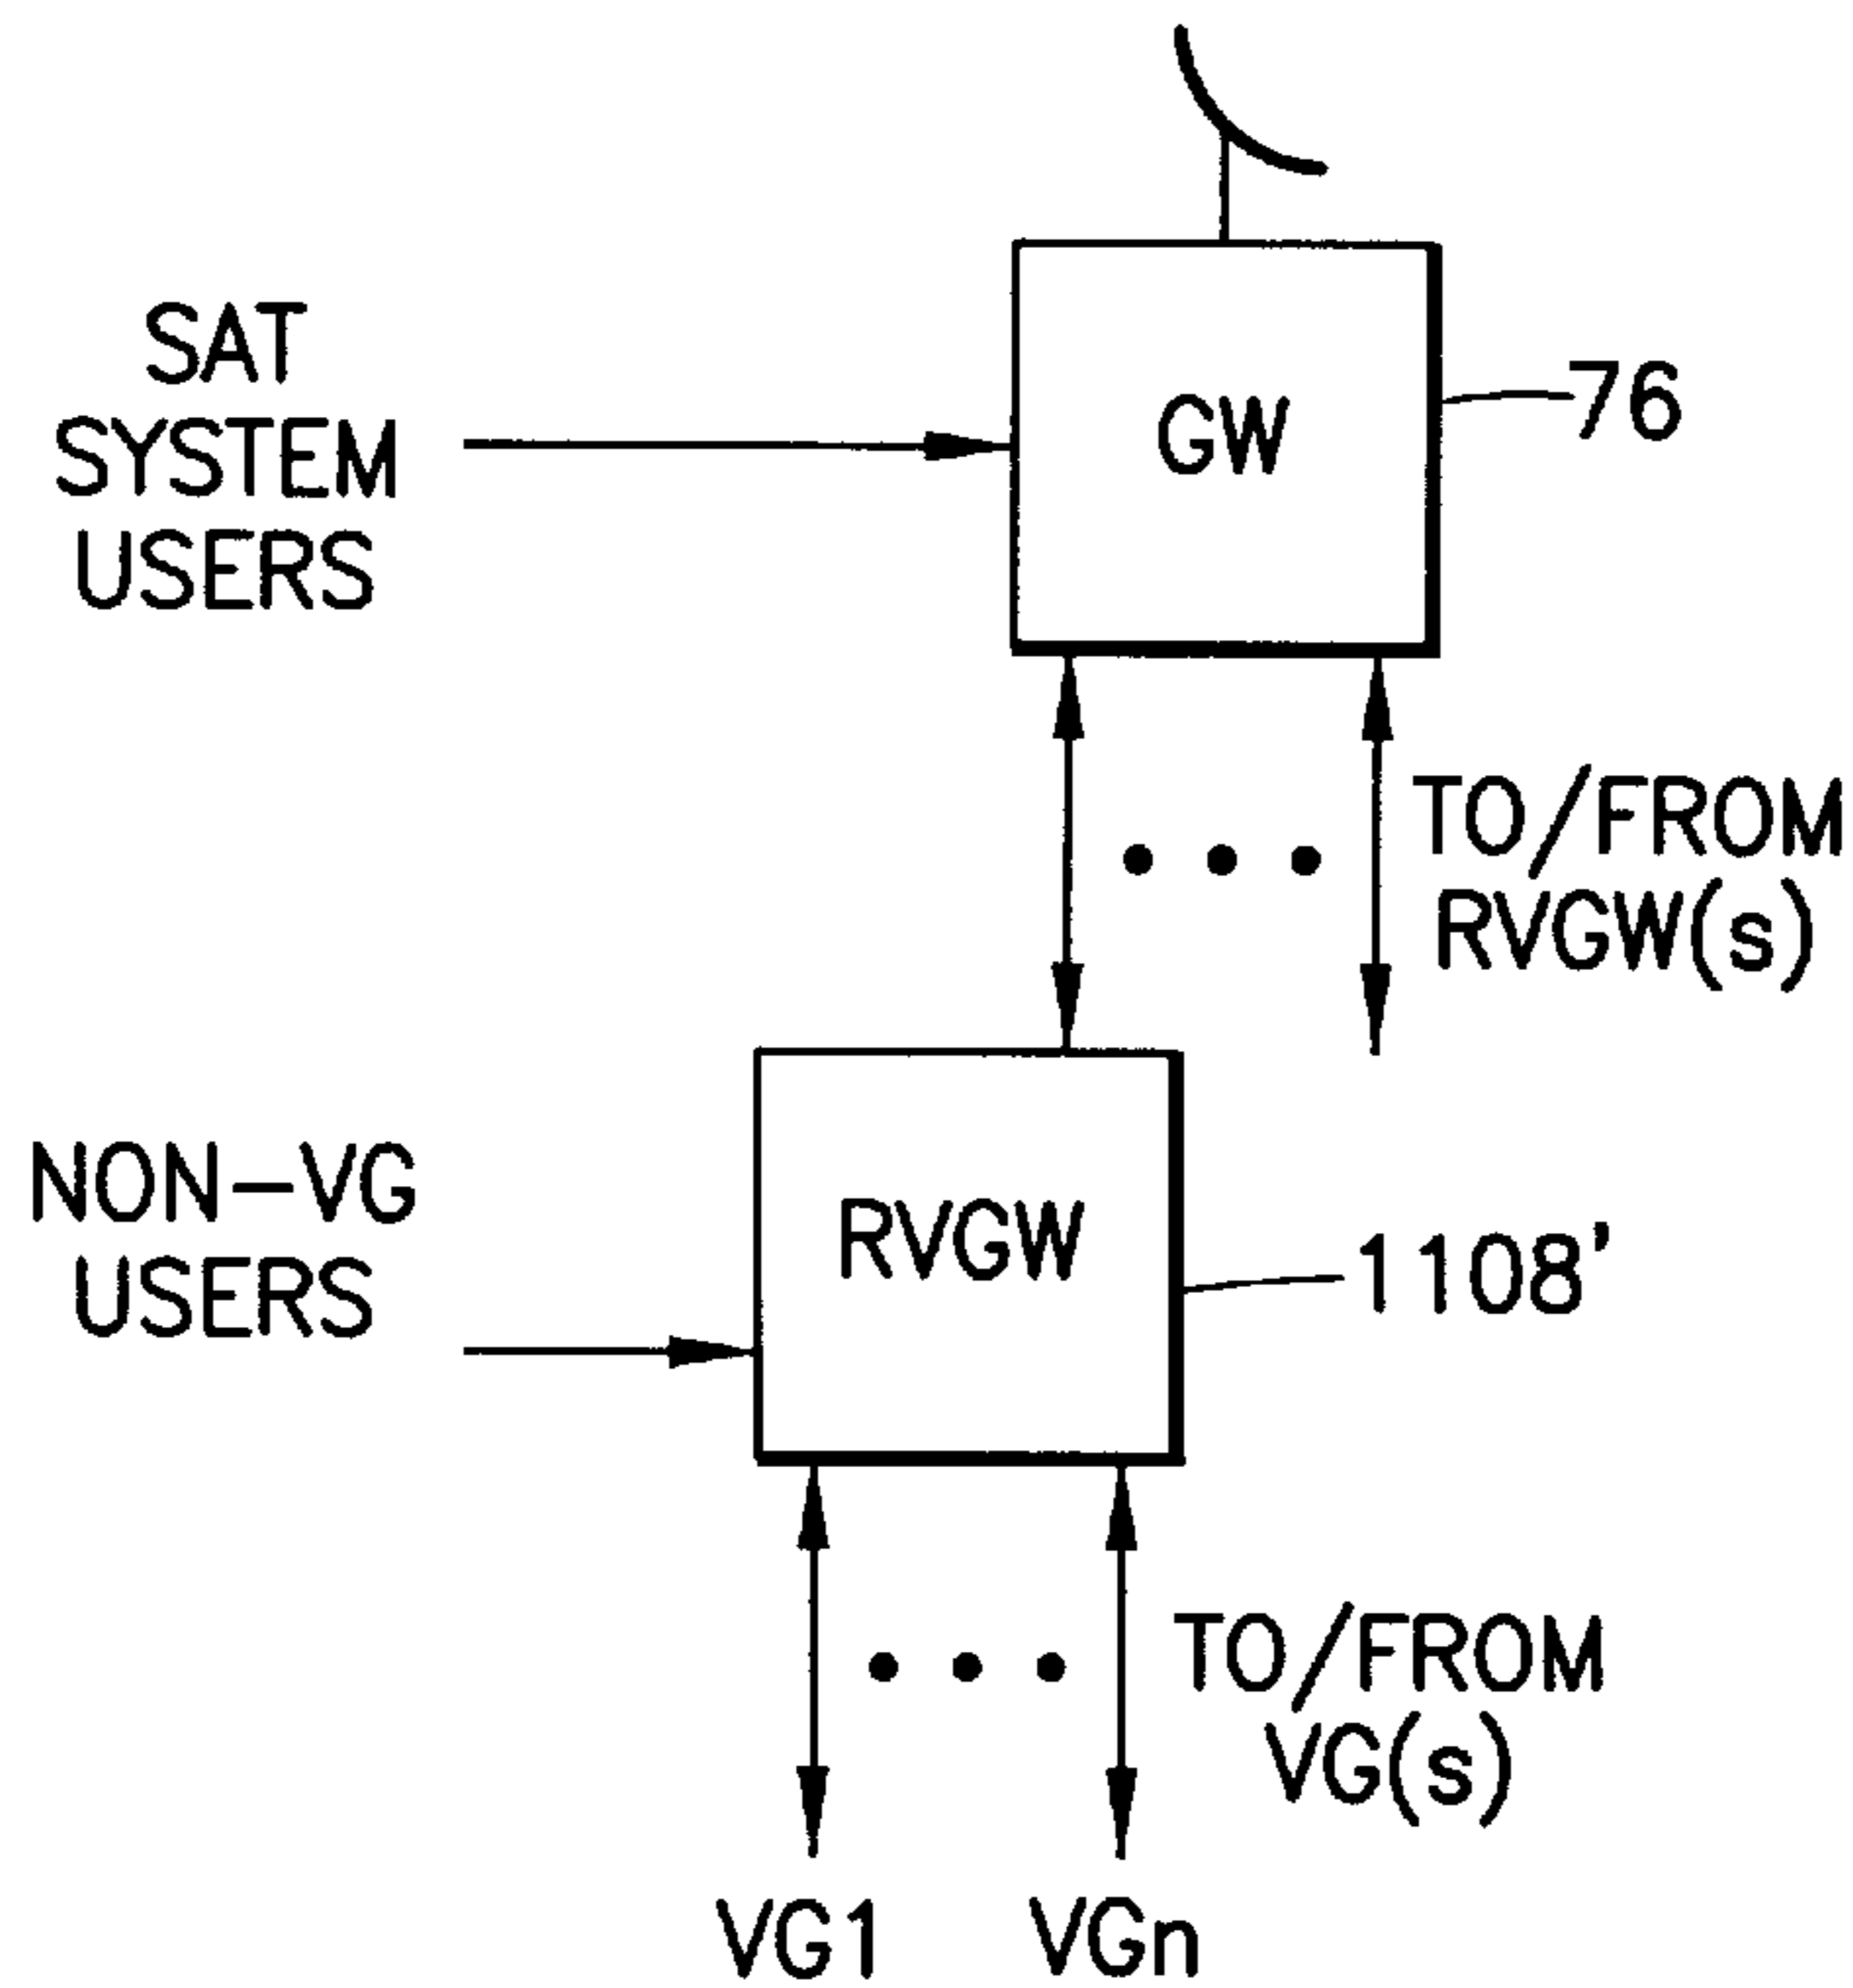 SAT
SYSTEM
USERS
GW
76
TO/FROM
RVGW(s)
NON-VG
USERS
RVGW
1108'
TO/FROM
VG(s)
VG1
VGn